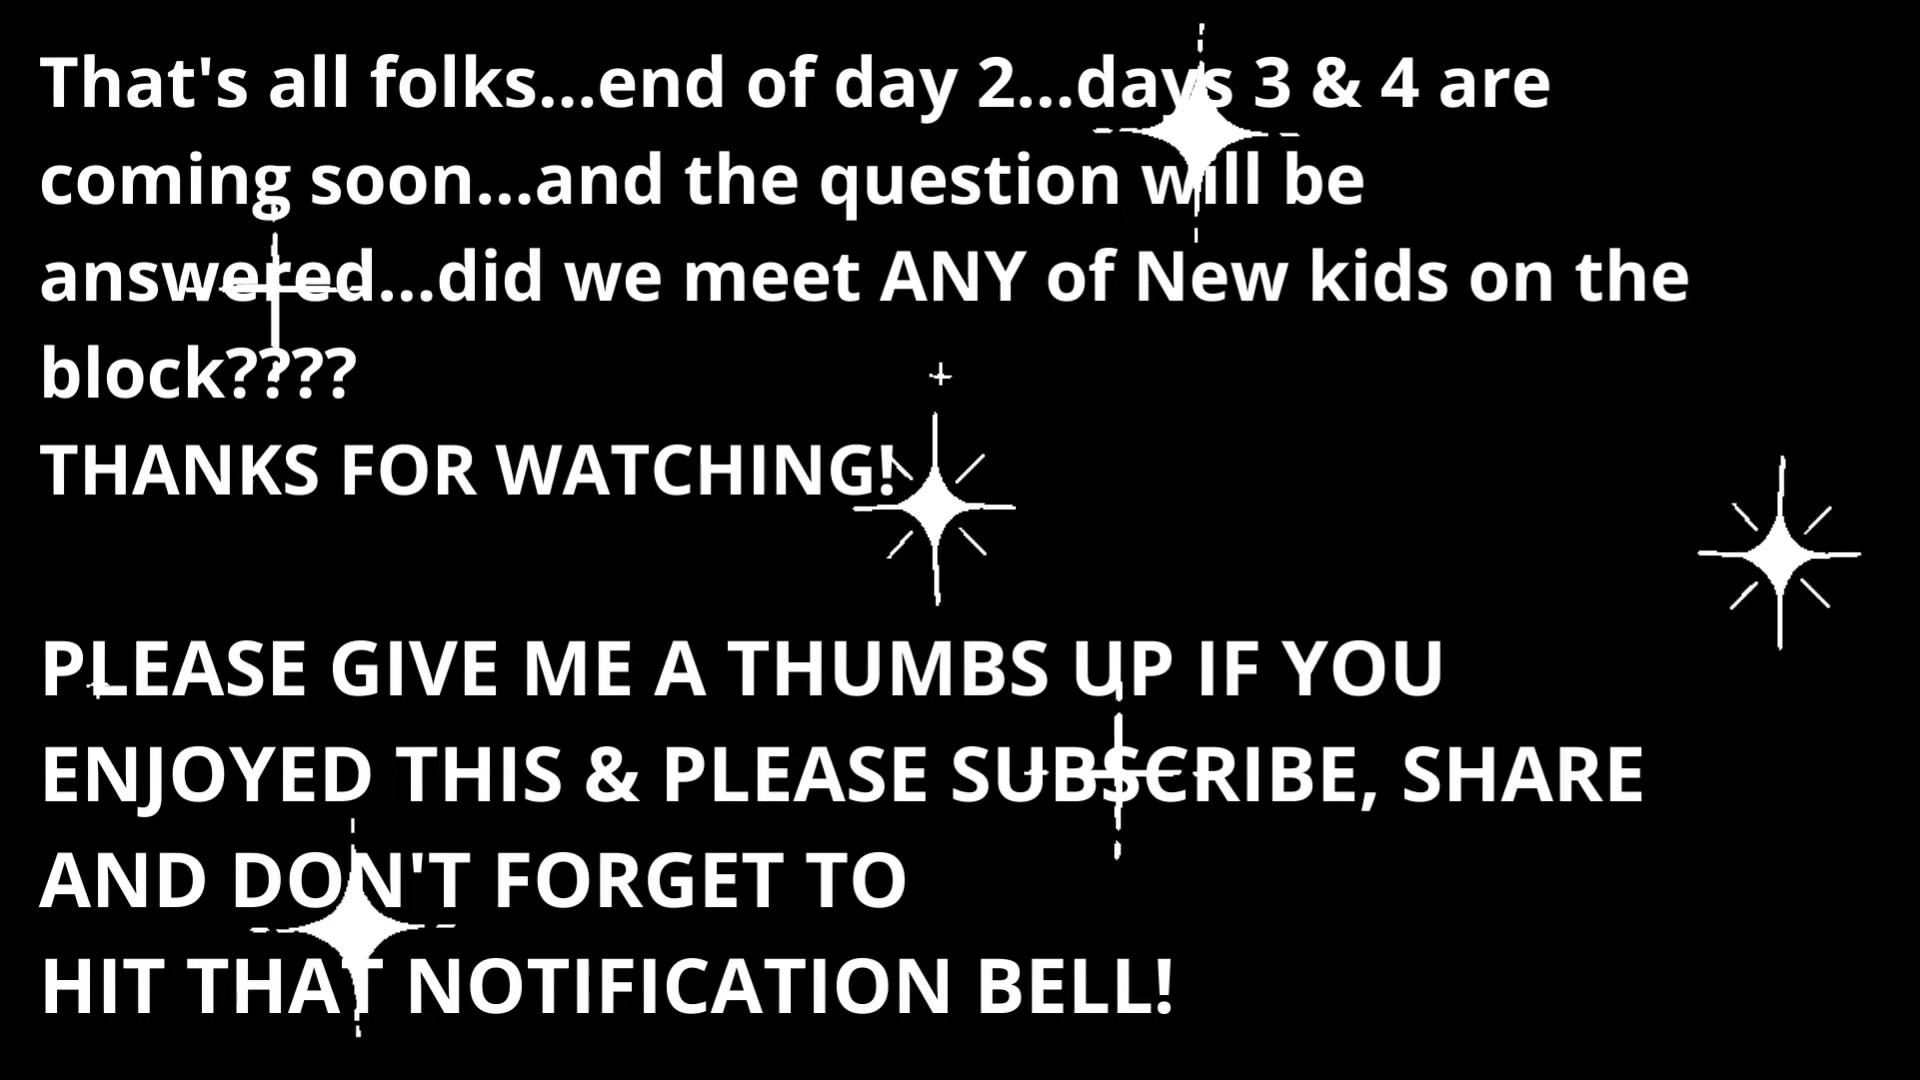 That's all folks...end of day 2...days 3 & 4 are
coming soon...and the question will be
answered...did we meet ANY of New kids on the
block????
THANKS FOR WATCHING!
PLEASE GIVE ME A THUMBS UP IF YOU
ENJOYED THIS & PLEASE SUBSCRIBE, SHARE
AND DON'T FORGET TO
HIT THAT NOTIFICATION BELL!